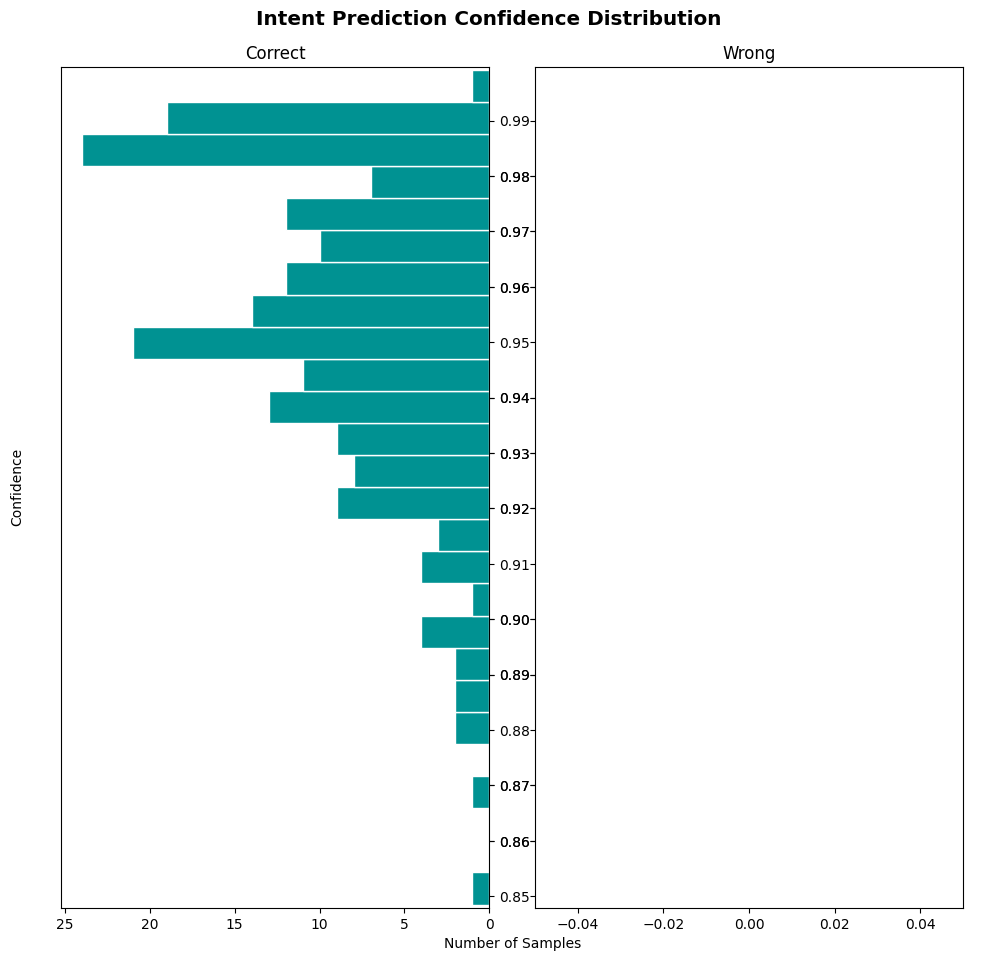 Intent Prediction Confidence Distribution
Correct
Wrong
Confidence
0.99
0.98
0.97
0.96
0.95
0.94
0.93
0.92
0.91
0.90
0.89
0.88
0.87
0.86
0.85
25 20 15 10 5 0
−0.04 −0.02 0.00 0.02 0.04
Number of Samples